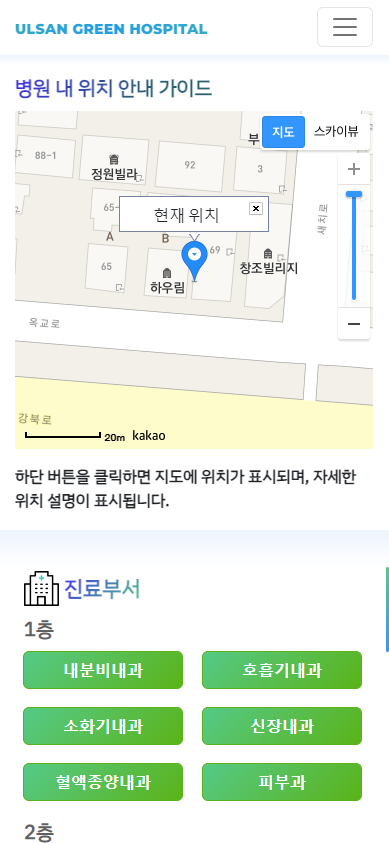 ULSAN GREEN HOSPITAL
병원 내 위치 안내 가이드
지도
스카이뷰
88-1
정원빌라
92
3
새치로
65-
현재 위치
A
B
65
69
창조빌리지
하우림
옥교로
강북로
20m kakao
하단 버튼을 클릭하면 지도에 위치가 표시되며, 자세한
위치 설명이 표시됩니다.
진료부서
1층
내분비내과
호흡기내과
소화기내과
신장내과
혈액종양내과
피부과
2층